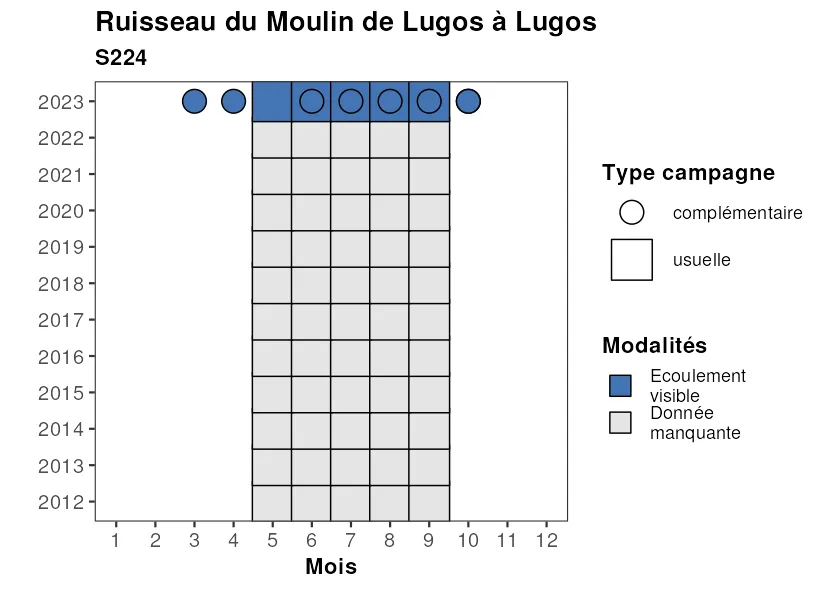 Ruisseau du Moulin de Lugos à Lugos
S224
2023
2022
2021
2020
2019
2018
2017
2016
2015
2014
2013
2012
1 2 3 4 5 6 7 8 9 10 11 12
Mois
Type campagne
complémentaire
usuelle
Modalités
Ecoulement
visible
Donnée
manquante